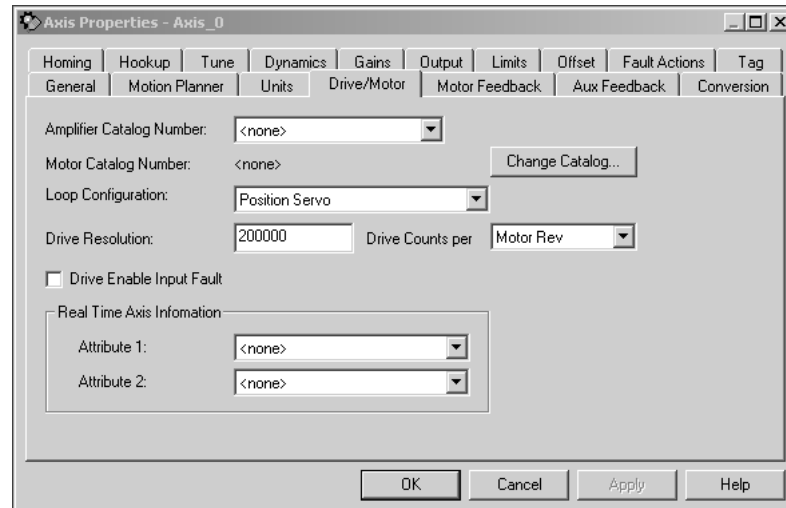 Axis Properties - Axis_0
Homing Hookup Tune Dynamics Gains Output Limits Offset Fault Actions Tag
General Motion Planner Units Drive/Motor Motor Feedback Aux Feedback Conversion
Amplifier Catalog Number: <none>
Motor Catalog Number: <none> Change Catalog...
Loop Configuration: Position Servo
Drive Resolution: 200000 Drive Counts per Motor Rev
Drive Enable Input Fault
Real Time Axis Infomation
Attribute 1: <none>
Attribute 2: <none>
OK Cancel Apply Help